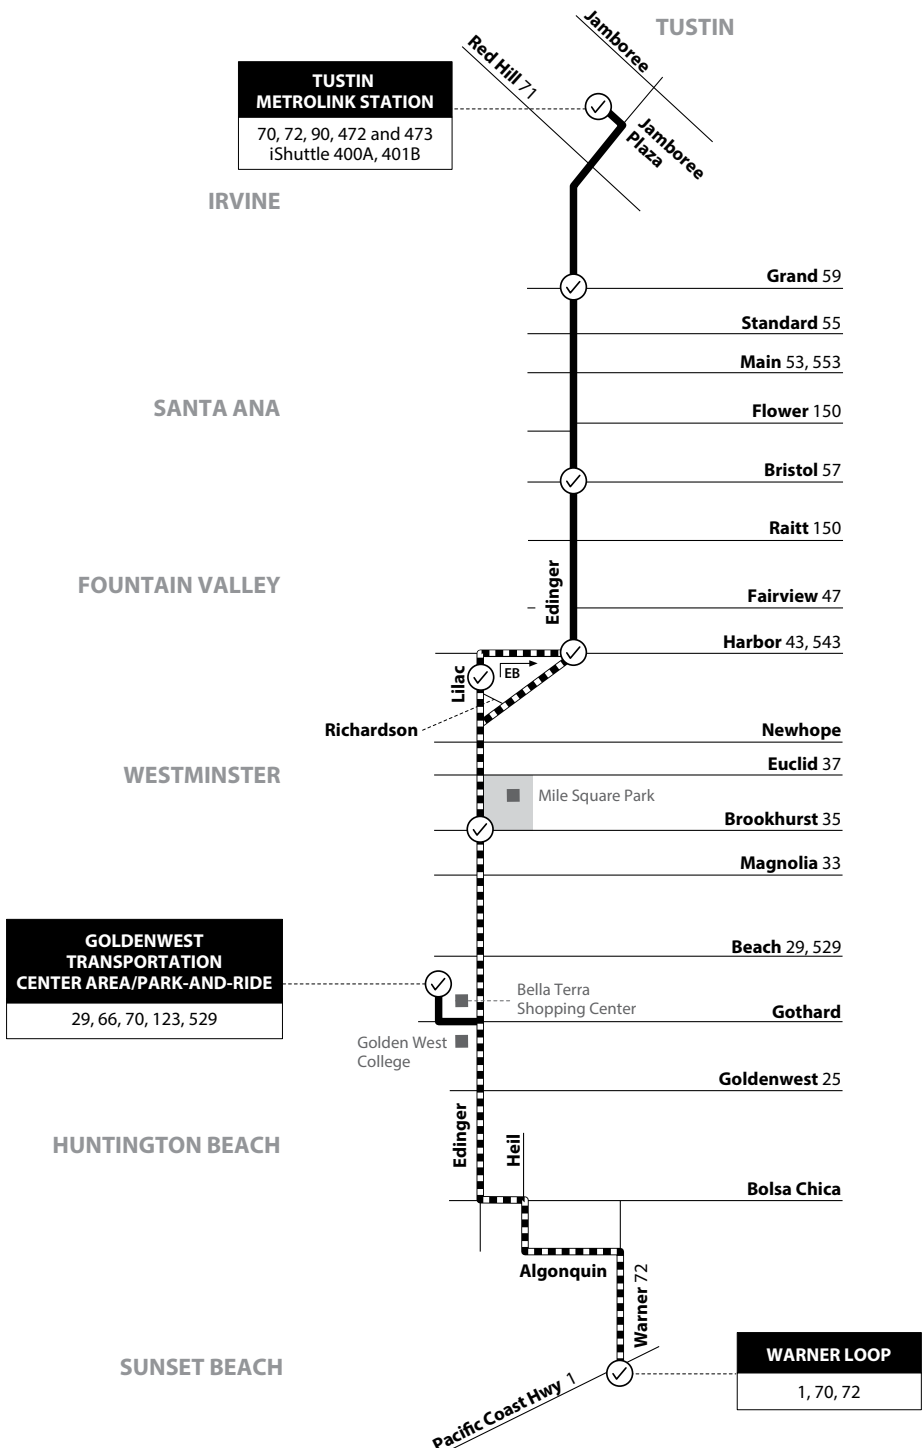 TUSTIN
Jamboree
Red Hill 71
TUSTIN
METROLINK STATION
70, 72, 90, 472 and 473
iShuttle 400A, 401B
Jamboree
Plaza
IRVINE
Grand 59
Standard 55
Main 53, 553
SANTA ANA
Flower 150
Bristol 57
Raitt 150
Edinger
FOUNTAIN VALLEY
Fairview 47
Harbor 43, 543
EB
Lilac
Richardson
Newhope
Euclid 37
WESTMINSTER
Mile Square Park
Brookhurst 35
Magnolia 33
GOLDENWEST
TRANSPORTATION
CENTER AREA/PARK-AND-RIDE
29, 66, 70, 123, 529
Beach 29, 529
Bella Terra
Shopping Center
Gothard
Golden West
College
Goldenwest 25
Edinger
Heil
HUNTINGTON BEACH
Bolsa Chica
Algonquin
Warner 72
SUNSET BEACH
WARNER LOOP
1, 70, 72
Pacific Coast Hwy 1